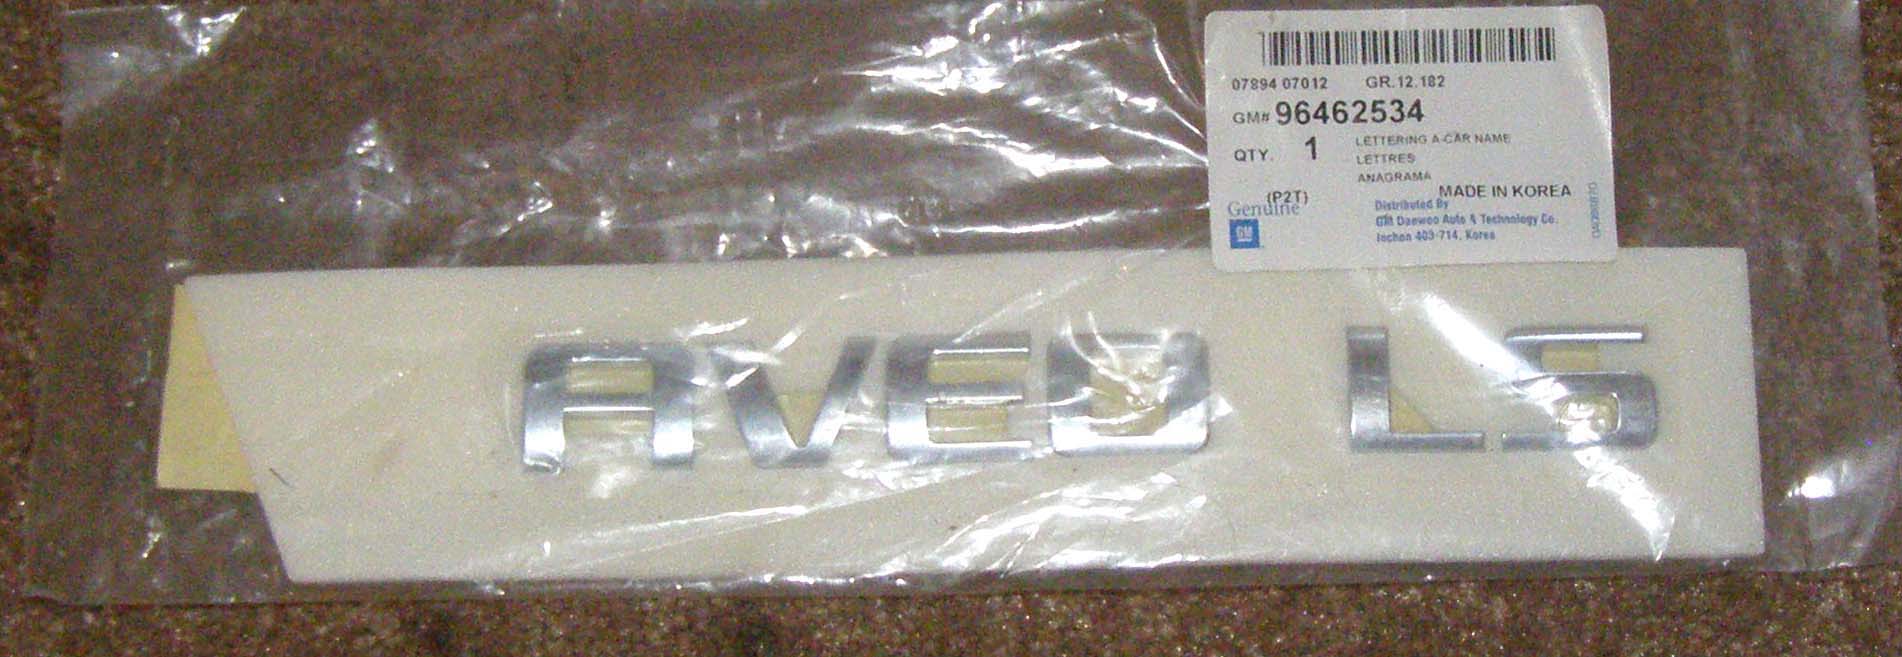 07894 07012 GR.12.182
GM# 96462534
QTY. 1 LETTERING A-CAR NAME
LETTRES
ANAGRAMA
(P2T) MADE IN KOREA
Genuine
GM
Distributed By
GM Daewoo Auto & Technology Co.
Inchon 403-714, Korea
AVEO LS